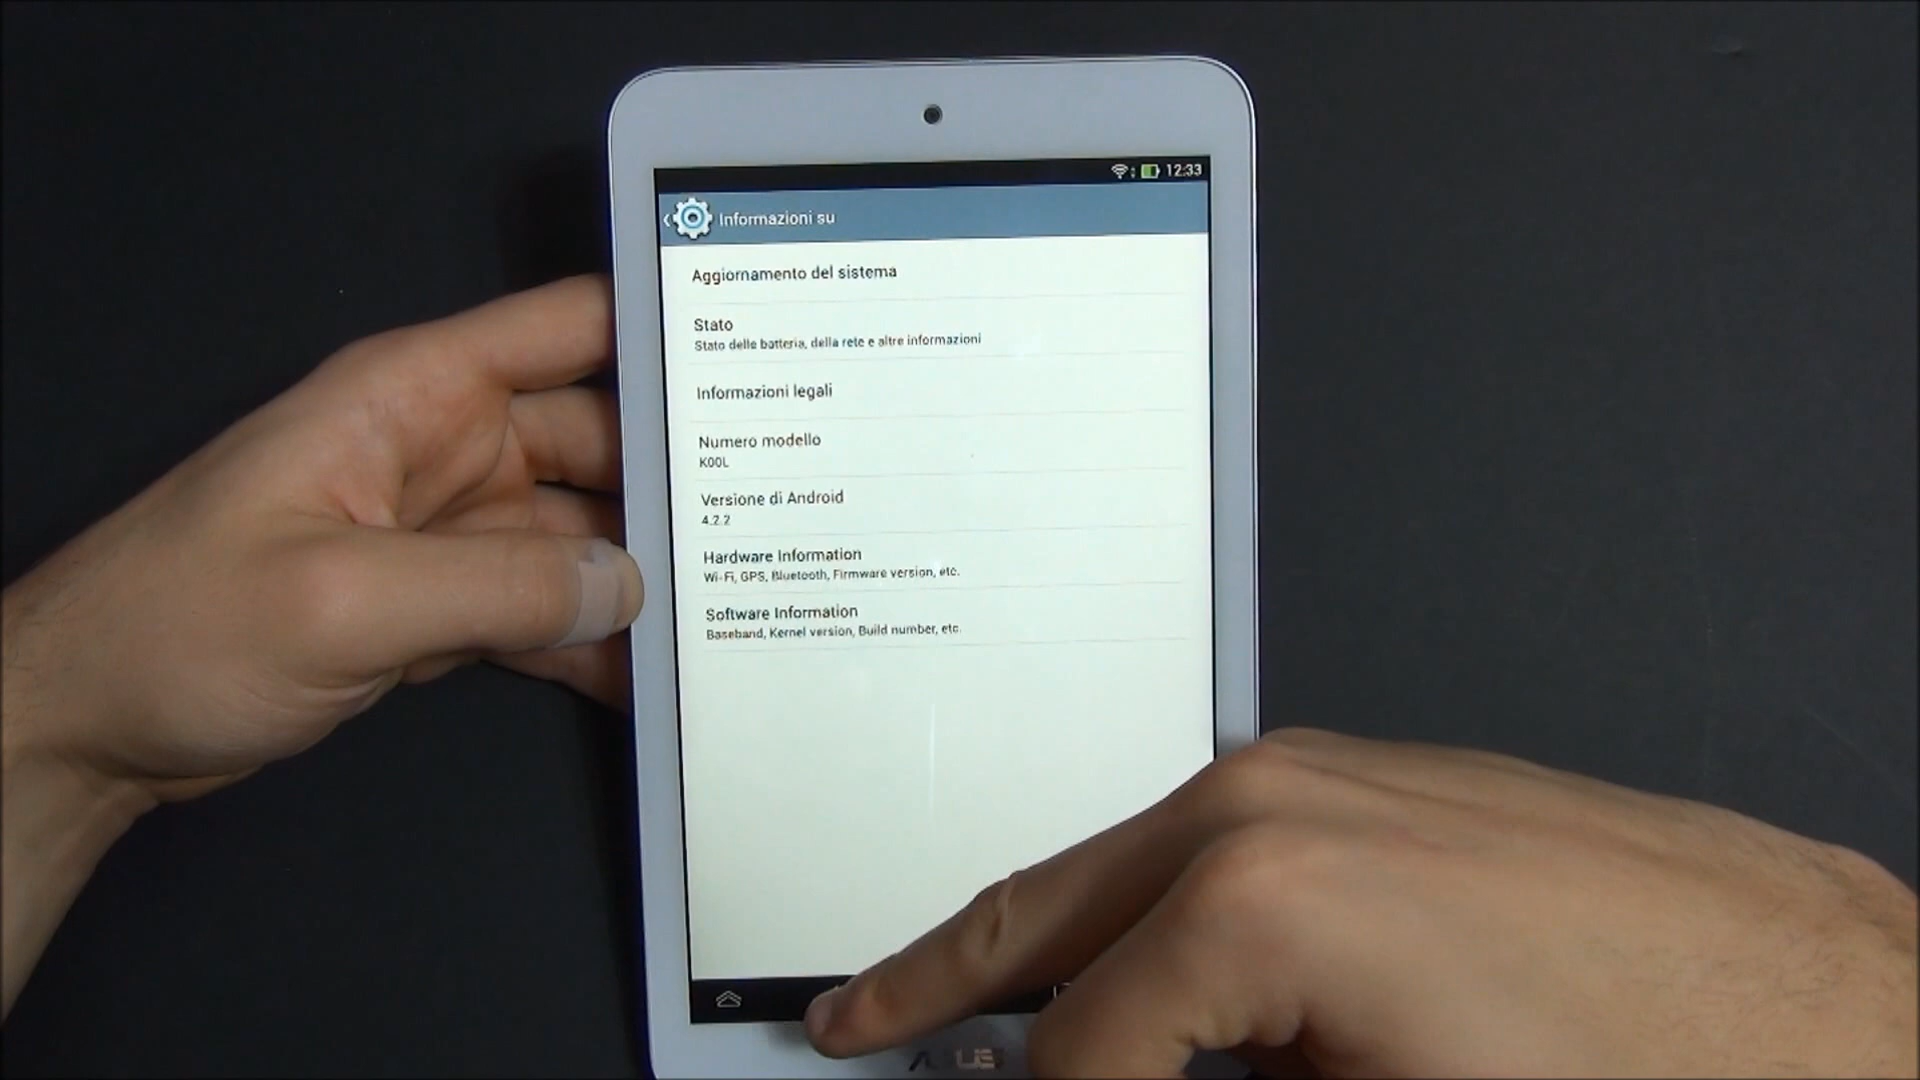 12:33
Informazioni su
Aggiornamento del sistema
Stato
Stato delle batteria, della rete e altre informazioni
Informazioni legali
Numero modello
K00L
Versione di Android
4.2.2
Hardware Information
Wi-Fi, GPS, Bluetooth, Firmware version, etc.
Software Information
Baseband, Kernel version, Build number, etc.
ASUS